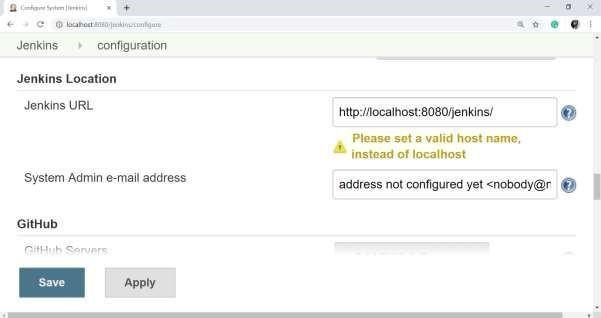 Configure System [Jenkins]
localhost:8080/jenkins/configure
Jenkins
configuration
Jenkins Location
Jenkins URL
http://localhost:8080/jenkins/
Please set a valid host name,
instead of localhost
System Admin e-mail address
address not configured yet <nobody@n
GitHub
GitHub Servers
Save
Apply